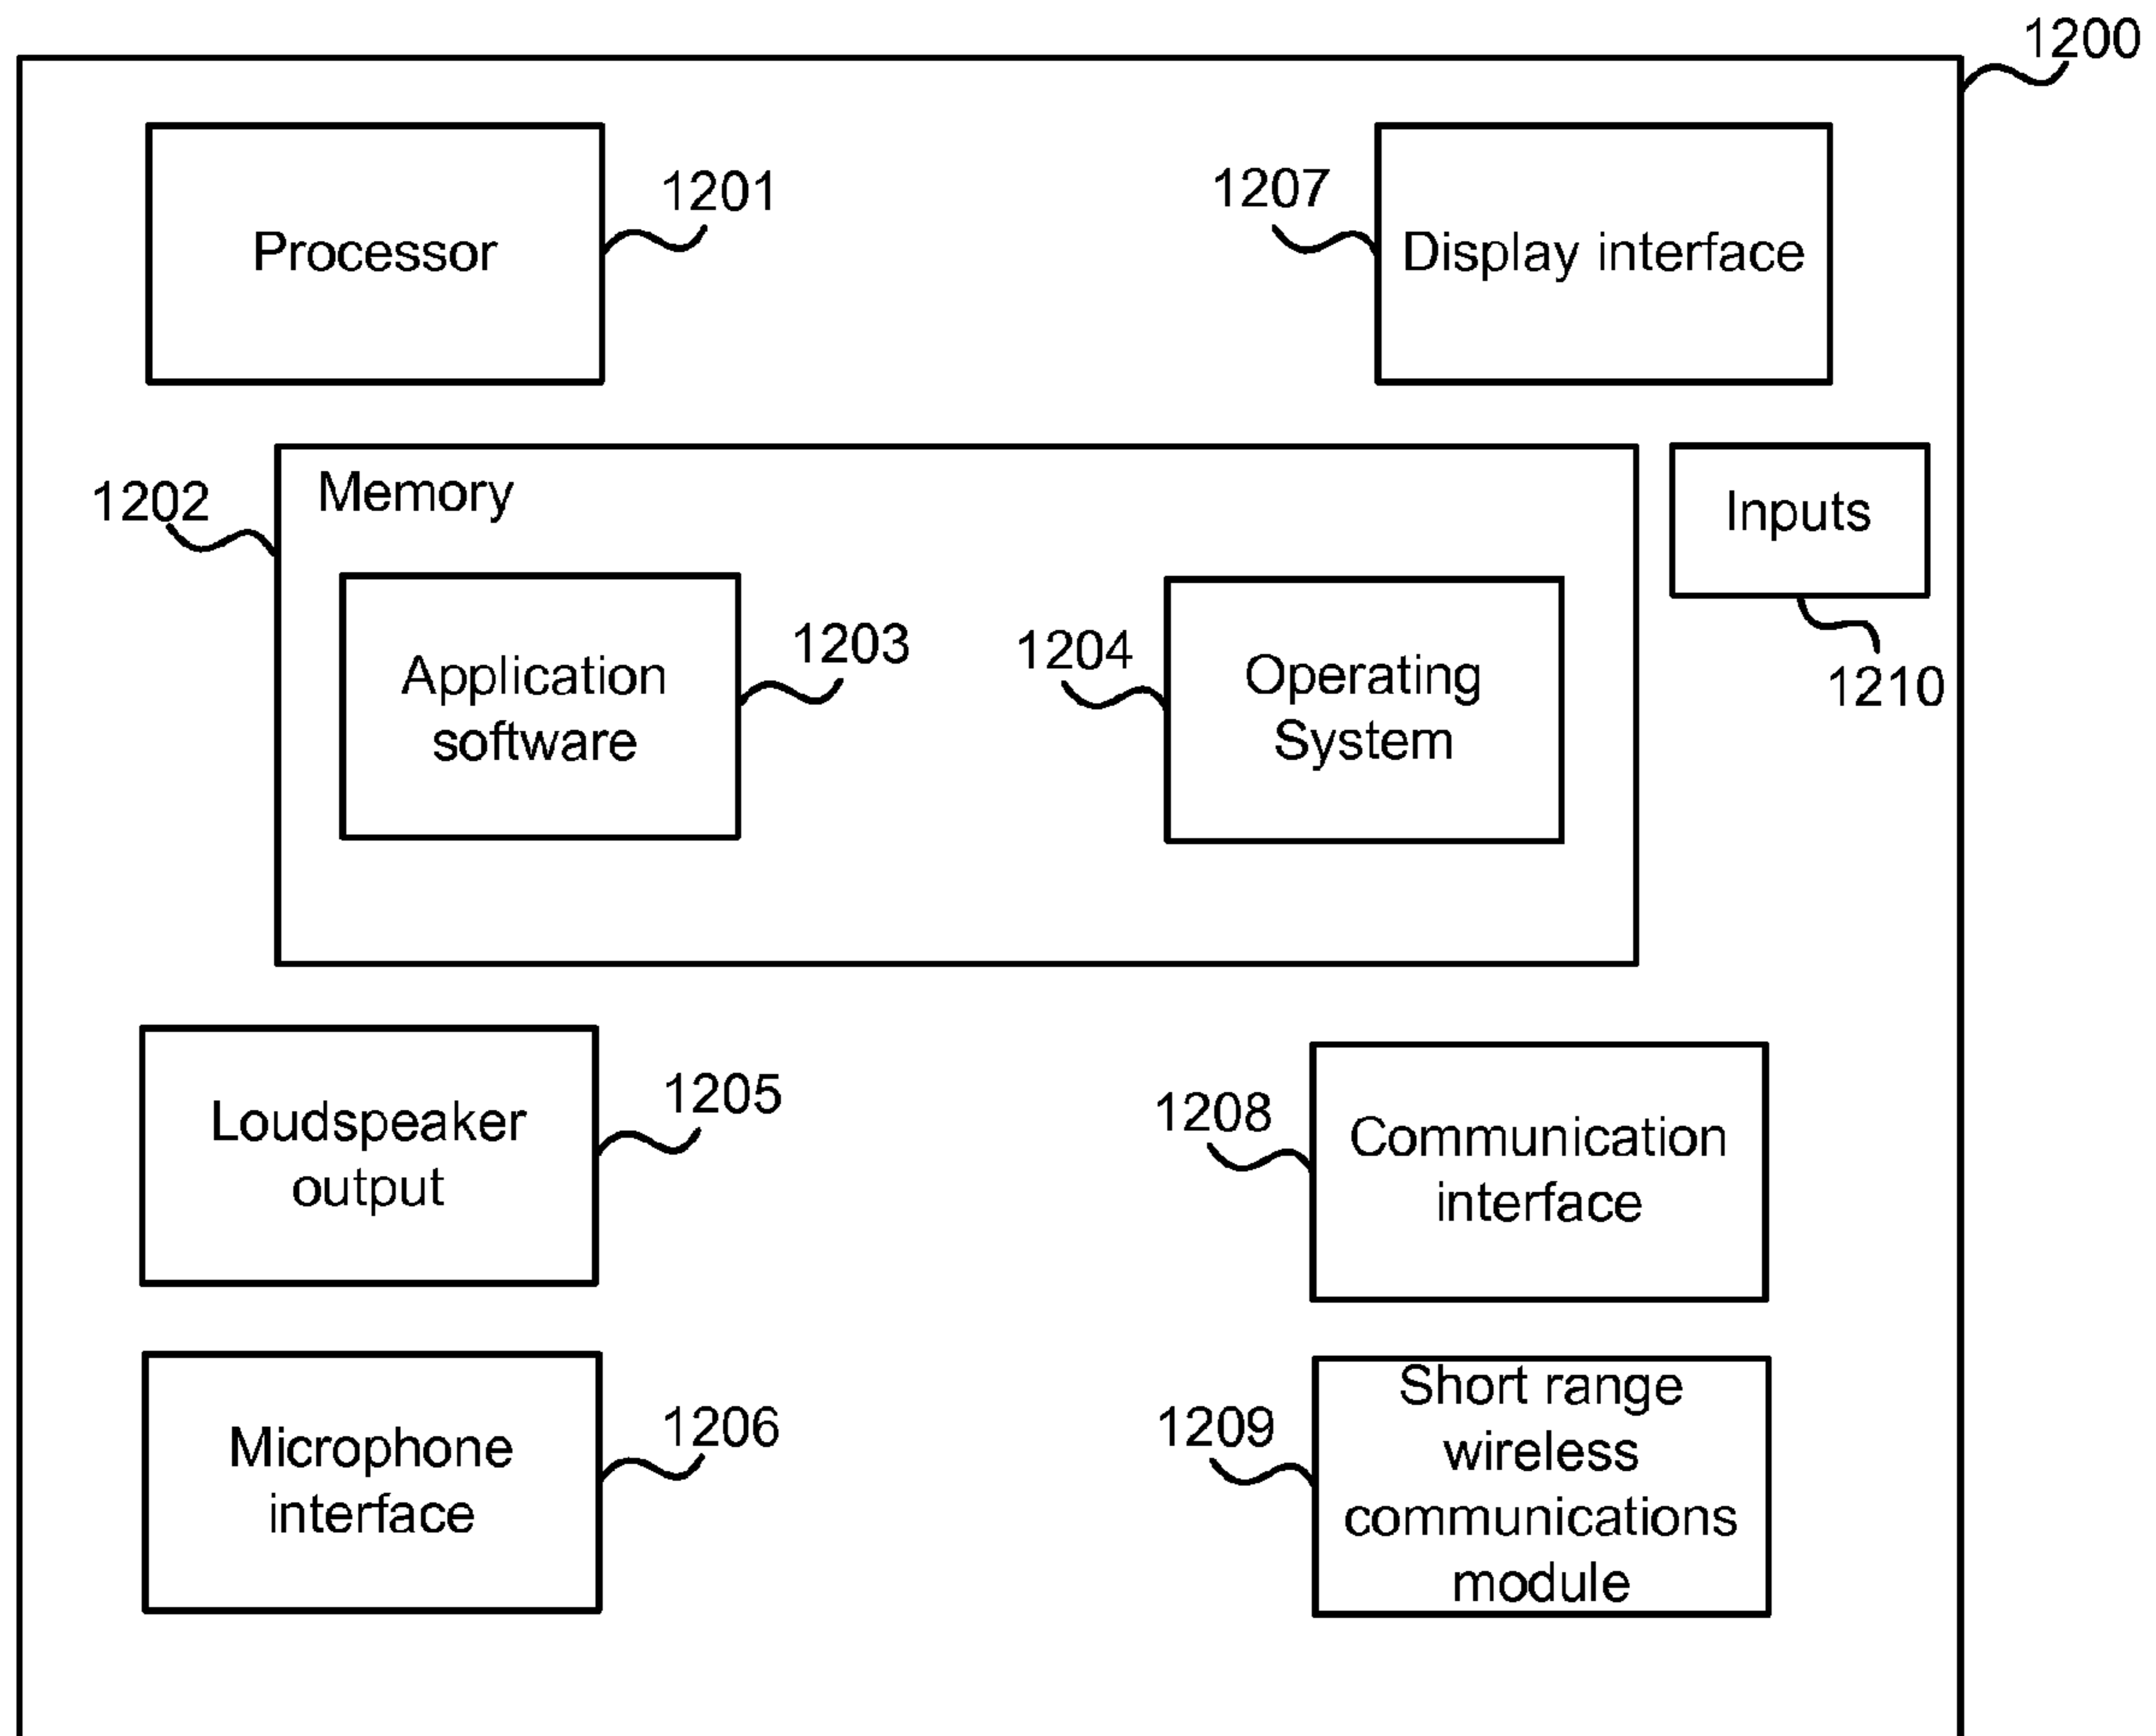 1200
Processor
1201
1207
Display interface
1202
Memory
Inputs
1210
Application
software
1203
1204
Operating
System
Loudspeaker
output
1205
1208
Communication
interface
Microphone
interface
1206
1209
Short range
wireless
communications
module